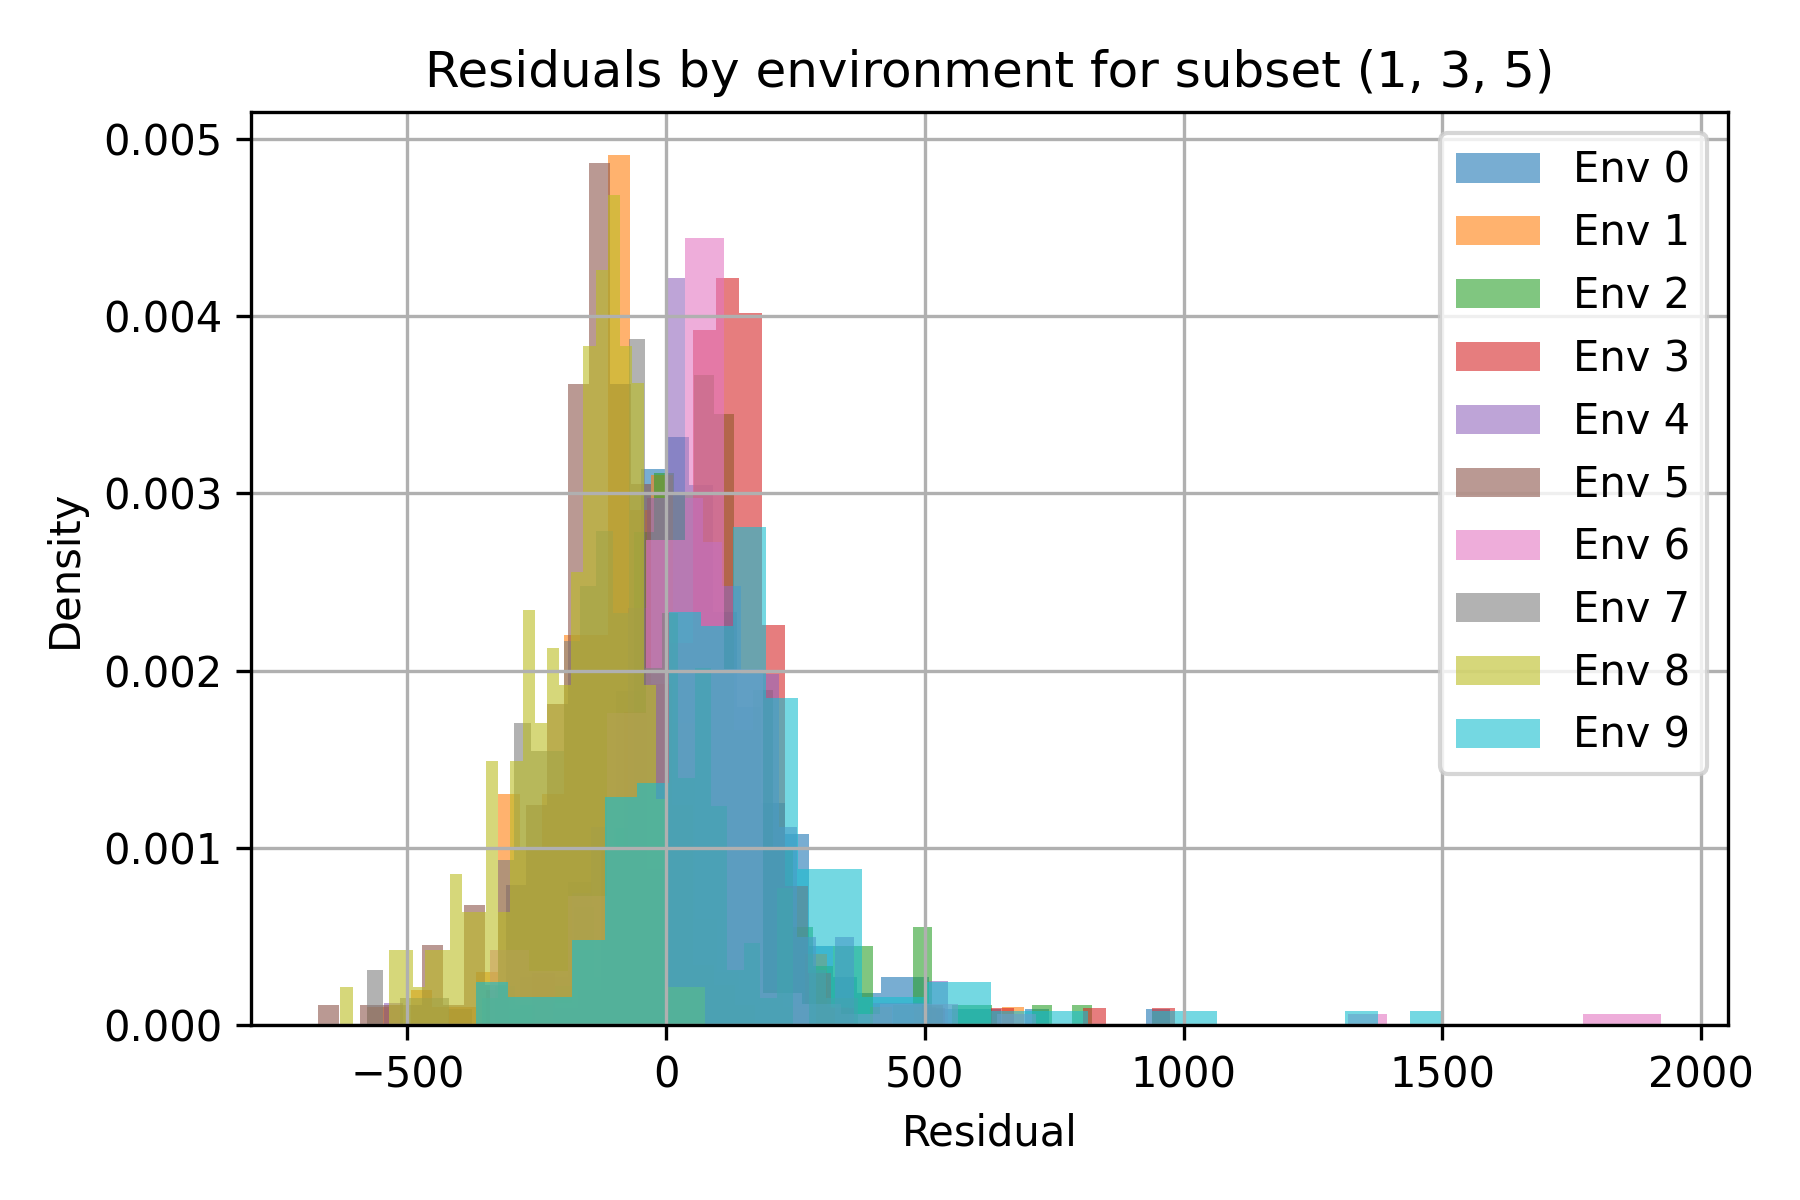 Residuals by environment for subset (1, 3, 5)
0.005
0.004
0.003
0.002
0.001
0.000
Density
−500
0
500
1000
1500
2000
Residual
Env 0
Env 1
Env 2
Env 3
Env 4
Env 5
Env 6
Env 7
Env 8
Env 9